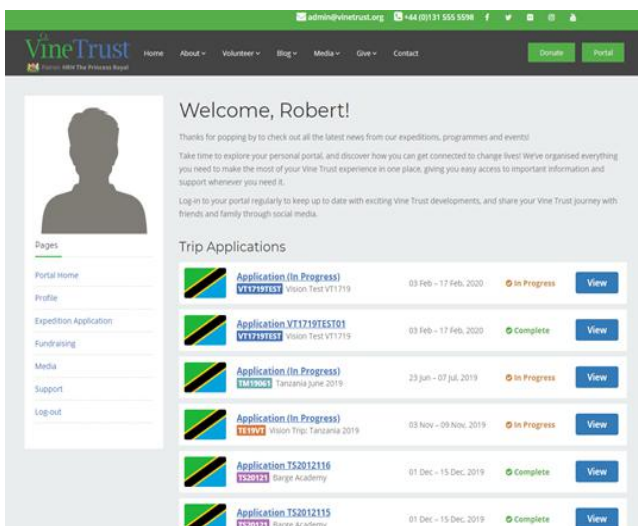 admin@vinetrust.org +44 (0)131 555 5598
VineTrust
Patron: HRH The Princess Royal
Home About Volunteer Blog Media Give Contact Donate Portal
Welcome, Robert!
Thanks for popping by to check out all the latest news from our expeditions, programmes and events!
Take time to explore your personal portal, and discover how you can get connected to change lives! We've organised everything
you need to make the most of your Vine Trust experience in one place, giving you easy access to important information and
support whenever you need it.
Log-in to your portal regularly to keep up to date with exciting Vine Trust developments, and share your Vine Trust journey with
friends and family through social media.
Pages
Portal Home
Profile
Expedition Application
Fundraising
Media
Support
Log-out
Trip Applications
Application (In Progress)
VT1719TEST Vision Test VT1719
03 Feb – 17 Feb, 2020 In Progress View
Application VT1719TEST01
VT1719TEST Vision Test VT1719
03 Feb – 17 Feb, 2020 Complete View
Application (In Progress)
TM19061 Tanzania June 2019
23 Jun – 07 Jul, 2019 In Progress View
Application (In Progress)
TE19VT Vision Trip: Tanzania 2019
03 Nov – 09 Nov, 2019 In Progress View
Application TS2012116
TS20121 Barge Academy
01 Dec – 15 Dec, 2019 Complete View
Application TS2012115
TS20121 Barge Academy
01 Dec – 15 Dec, 2019 Complete View